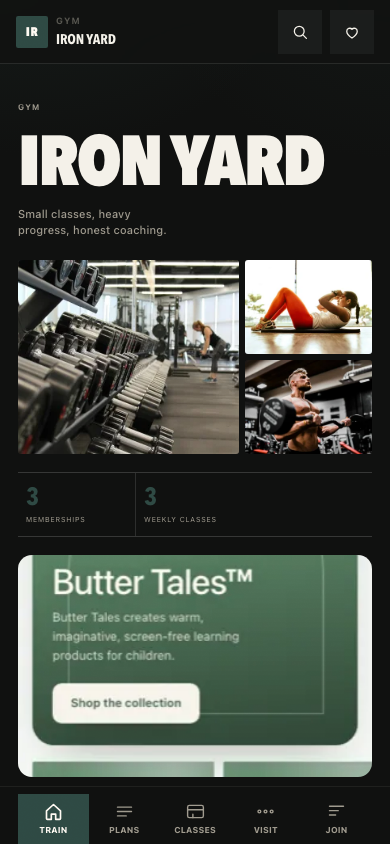 IR
GYM
IRON YARD
GYM
IRON YARD
Small classes, heavy
progress, honest coaching.
3
MEMBERSHIPS
3
WEEKLY CLASSES
Butter Tales™
Butter Tales creates warm,
imaginative, screen-free learning
products for children.
Shop the collection
TRAIN
PLANS
CLASSES
VISIT
JOIN